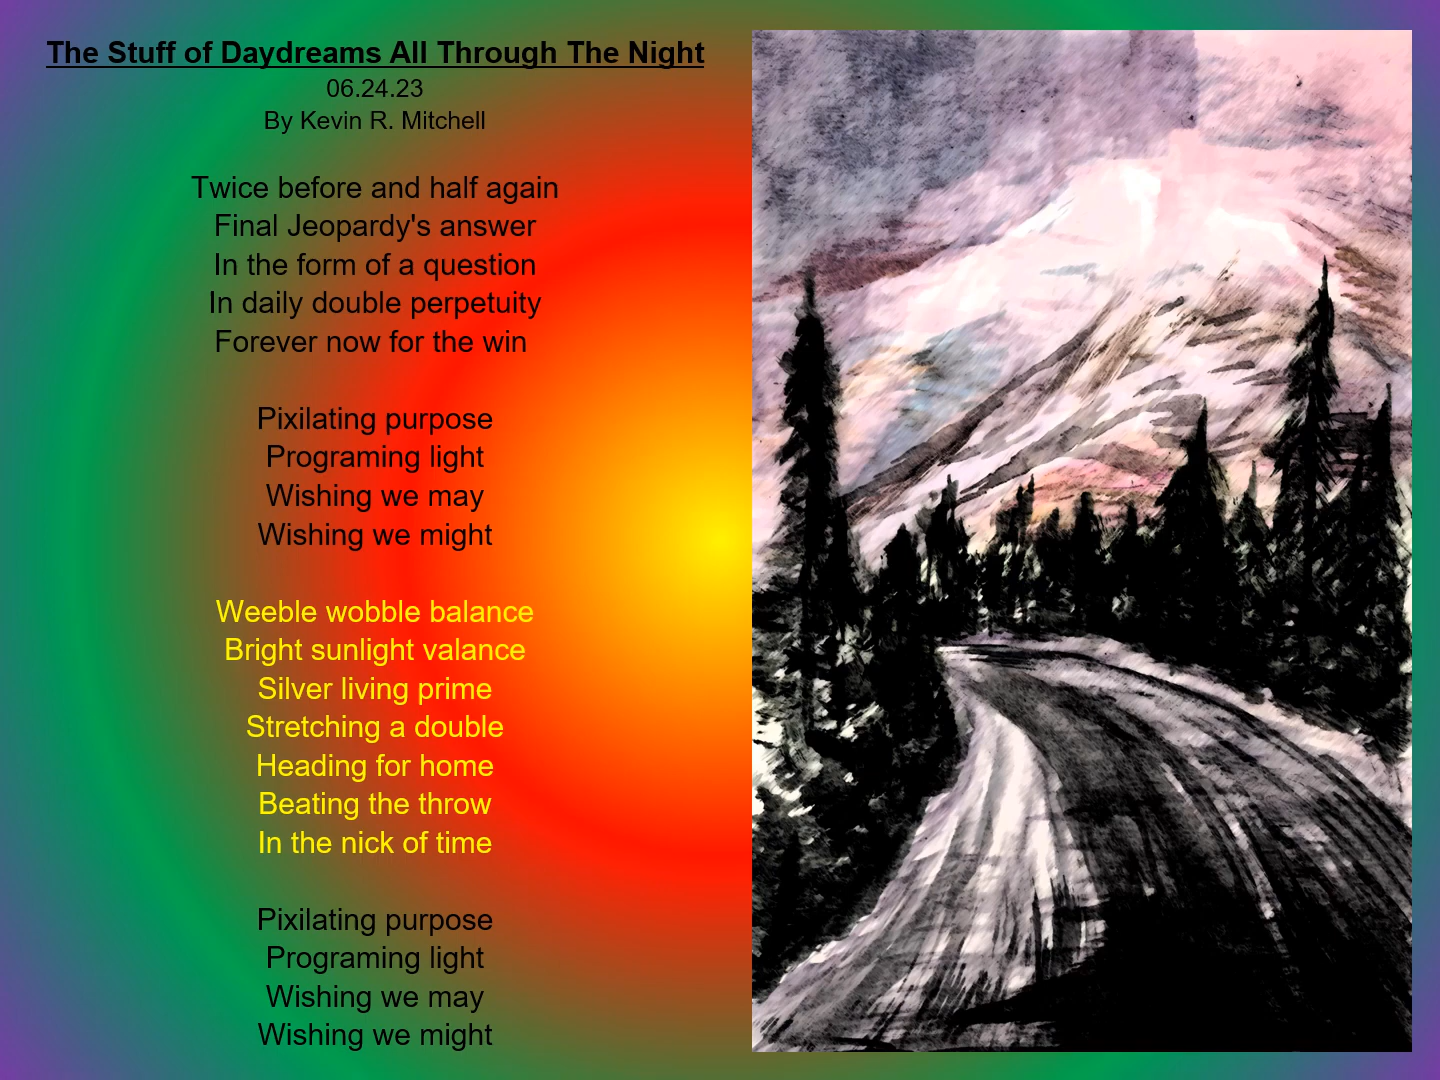 The Stuff of Daydreams All Through The Night
06.24.23
By Kevin R. Mitchell
Twice before and half again
Final Jeopardy's answer
In the form of a question
In daily double perpetuity
Forever now for the win
Pixilating purpose
Programing light
Wishing we may
Wishing we might
Weeble wobble balance
Bright sunlight valance
Silver living prime
Stretching a double
Heading for home
Beating the throw
In the nick of time
Pixilating purpose
Programing light
Wishing we may
Wishing we might